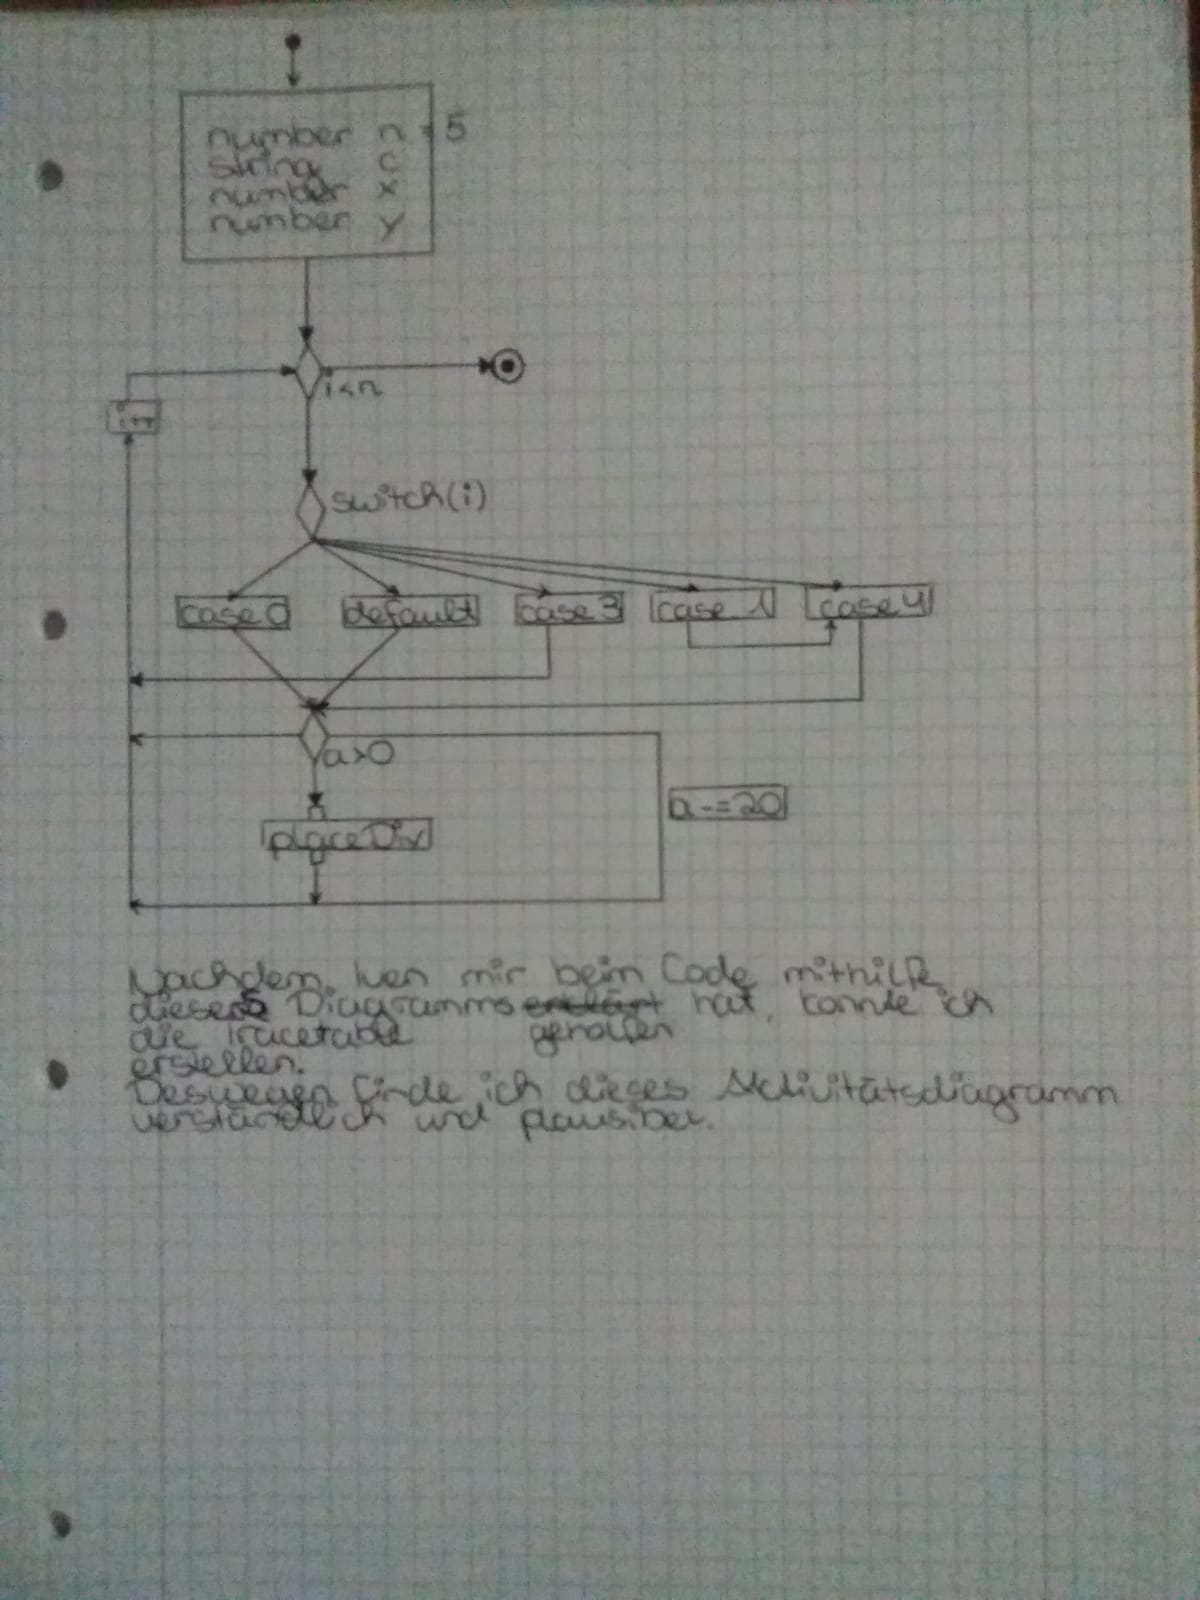 number n = 5
string c
number x
number y
i<n
i++
switch(i)
case 0 default case 3 case 1 case 4
a>0
a-=20
placeDiv
Nachdem mir beim Code mithilfe
dieses Diagramms erklärt hat, konnte ich
die Tracetable geholfen
erstellen.
Deswegen finde ich dieses Aktivitätsdiagramm
verständlich und plausibel.